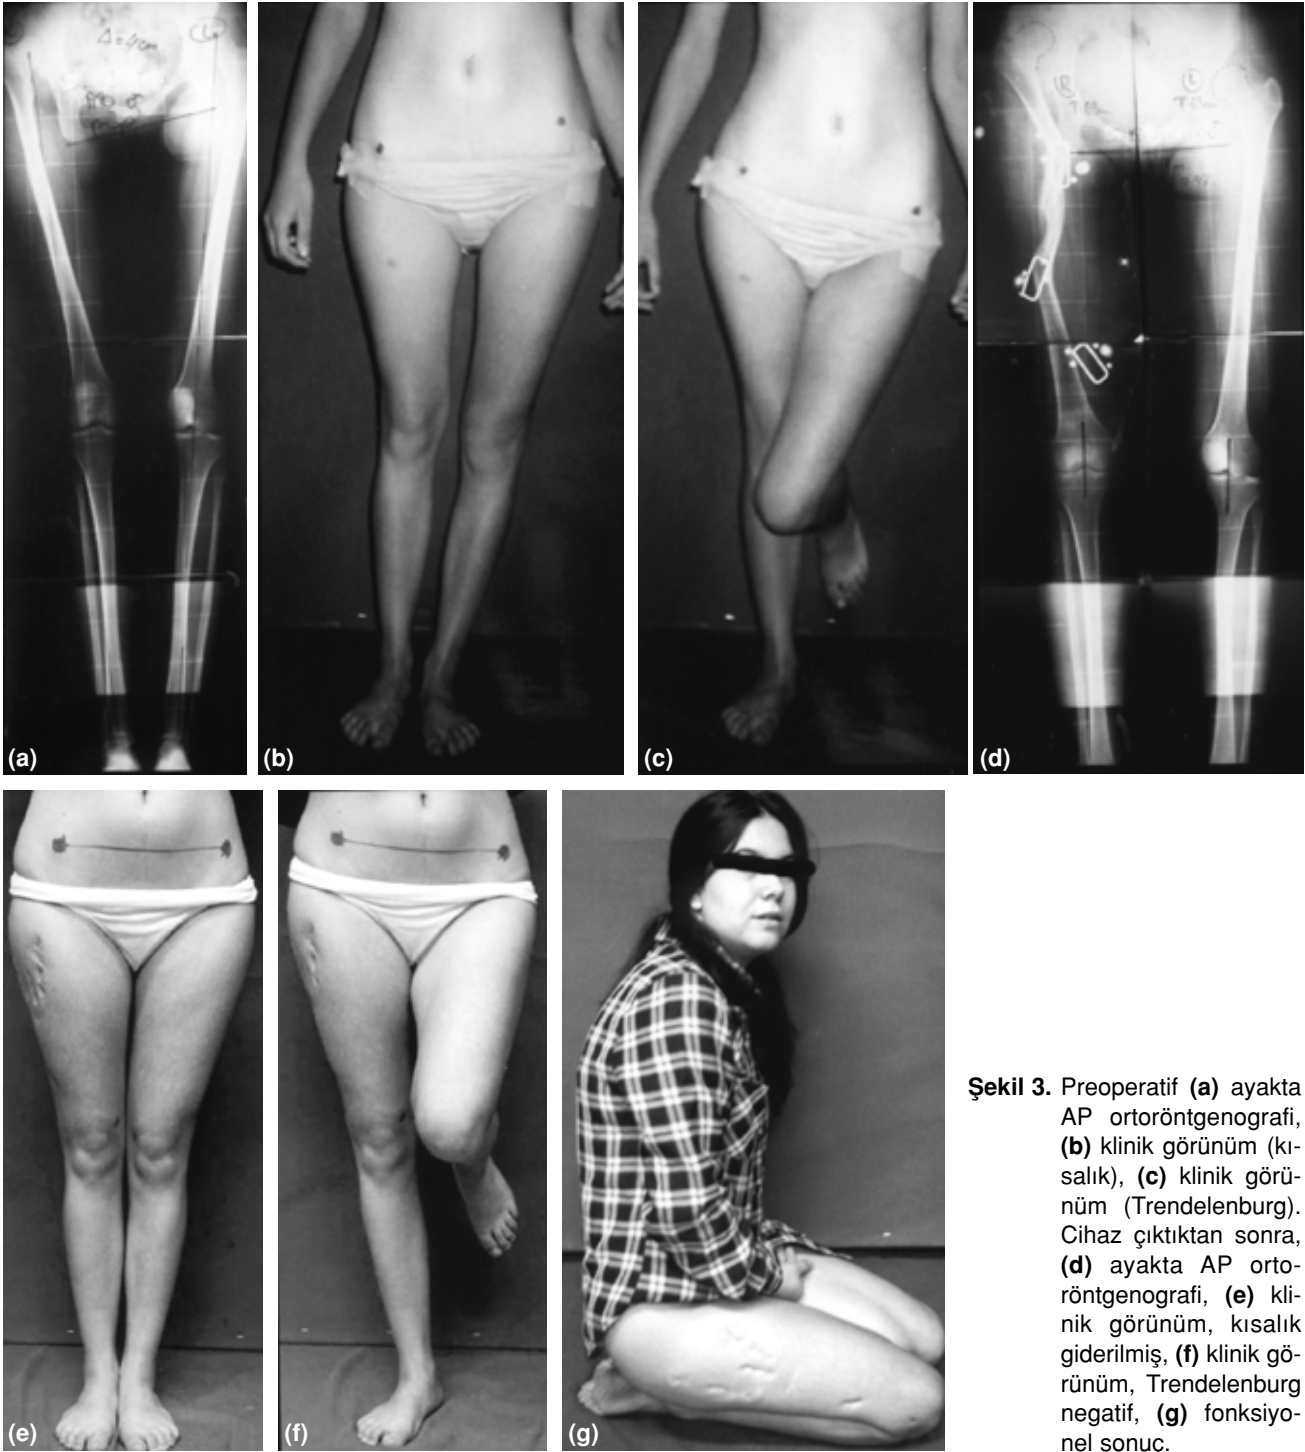 Δ=4cm
(L)
(a)
(b)
(c)
(R)
(L)
(d)
(e)
(f)
(g)
Şekil 3. Preoperatif (a) ayakta
AP ortoröntgenografi,
(b) klinik görünüm (kı-
salık), (c) klinik görü-
nüm (Trendelenburg).
Cihaz çıktıktan sonra,
(d) ayakta AP orto-
röntgenografi, (e) kli-
nik görünüm, kısalık
giderilmiş, (f) klinik gö-
rünüm, Trendelenburg
negatif, (g) fonksiyo-
nel sonuç.